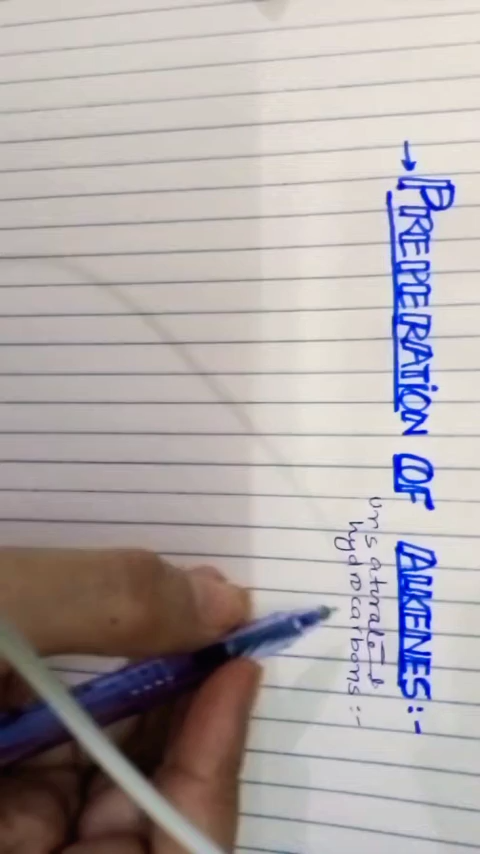 → PREPERATION OF ALKENES:-
unsaturated
hydrocarbons:-